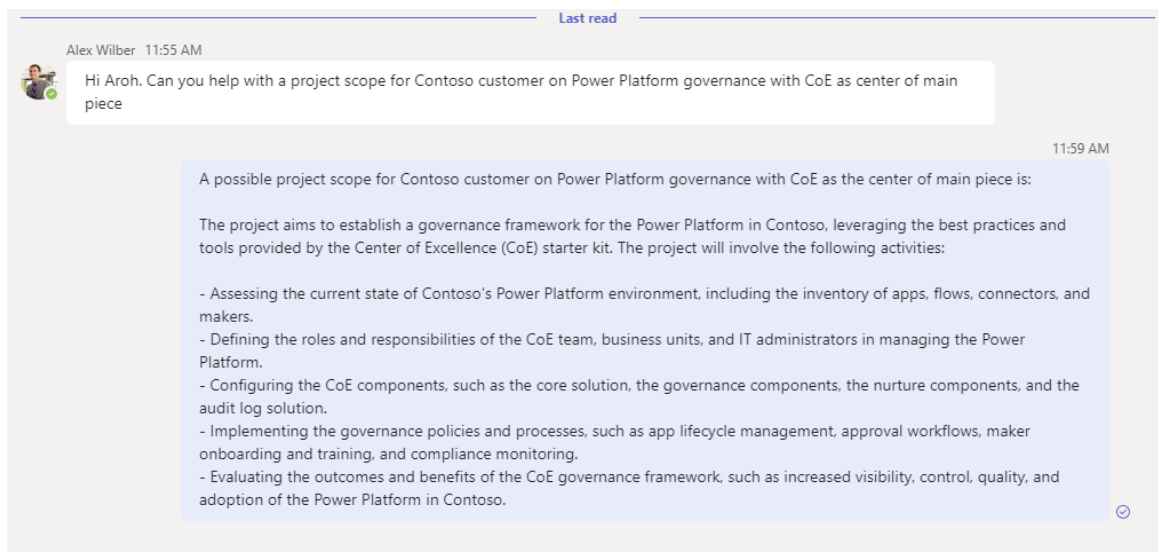 Last read
Alex Wilber 11:55 AM
Hi Aroh. Can you help with a project scope for Contoso customer on Power Platform governance with CoE as center of main
piece
11:59 AM
A possible project scope for Contoso customer on Power Platform governance with CoE as the center of main piece is:
The project aims to establish a governance framework for the Power Platform in Contoso, leveraging the best practices and
tools provided by the Center of Excellence (CoE) starter kit. The project will involve the following activities:
- Assessing the current state of Contoso's Power Platform environment, including the inventory of apps, flows, connectors, and
makers.
- Defining the roles and responsibilities of the CoE team, business units, and IT administrators in managing the Power
Platform.
- Configuring the CoE components, such as the core solution, the governance components, the nurture components, and the
audit log solution.
- Implementing the governance policies and processes, such as app lifecycle management, approval workflows, maker
onboarding and training, and compliance monitoring.
- Evaluating the outcomes and benefits of the CoE governance framework, such as increased visibility, control, quality, and
adoption of the Power Platform in Contoso.